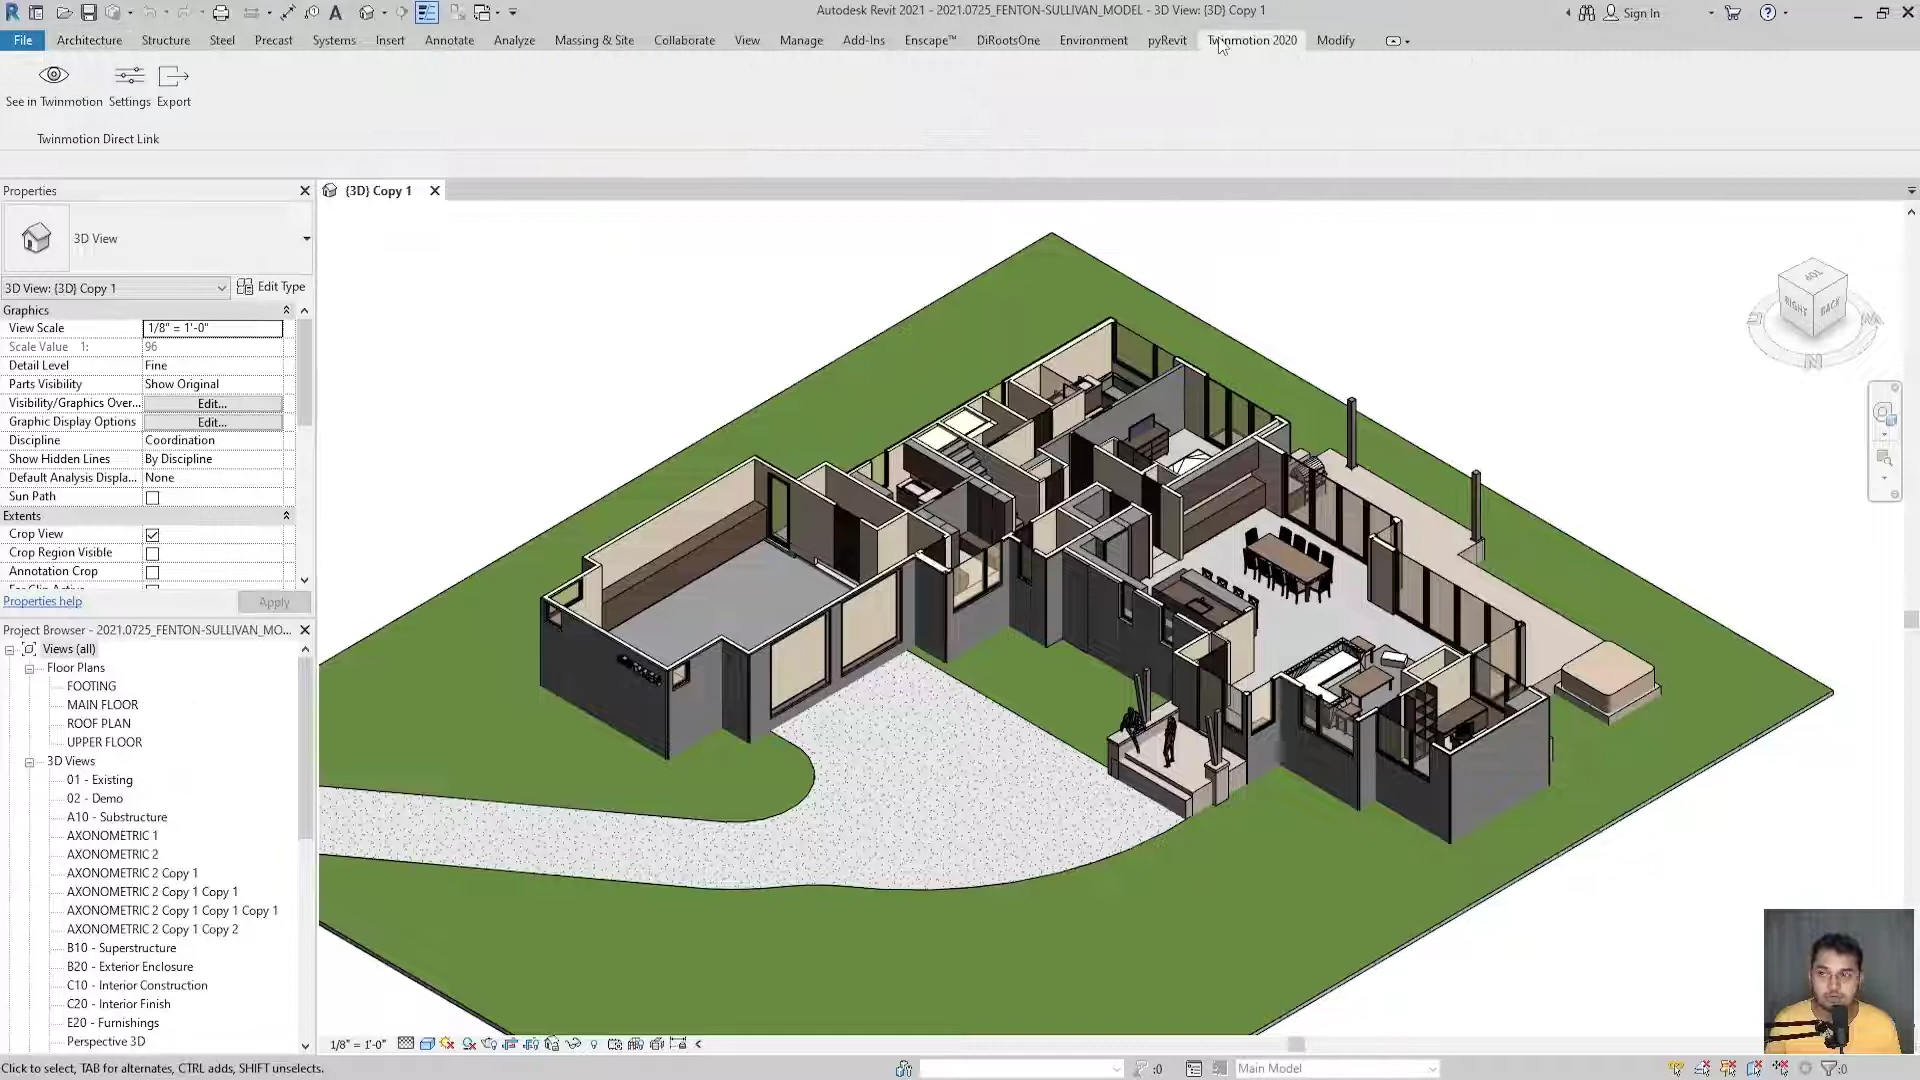 Autodesk Revit 2021 - 2021.0725_FENTON-SULLIVAN_MODEL - 3D View: {3D} Copy 1
Sign In
File Architecture Structure Steel Precast Systems Insert Annotate Analyze Massing & Site Collaborate View Manage Add-Ins Enscape™ DiRootsOne Environment pyRevit Twinmotion 2020 Modify
See in Twinmotion Settings Export
Twinmotion Direct Link
Properties
{3D} Copy 1
3D View
3D View: {3D} Copy 1 Edit Type
Graphics
View Scale 1/8" = 1'-0"
Scale Value 1: 96
Detail Level Fine
Parts Visibility Show Original
Visibility/Graphics Over... Edit...
Graphic Display Options Edit...
Discipline Coordination
Show Hidden Lines By Discipline
Default Analysis Displa... None
Sun Path
Extents
Crop View
Crop Region Visible
Annotation Crop
Properties help Apply
Project Browser - 2021.0725_FENTON-SULLIVAN_MO...
Views (all)
Floor Plans
FOOTING
MAIN FLOOR
ROOF PLAN
UPPER FLOOR
3D Views
01 - Existing
02 - Demo
A10 - Substructure
AXONOMETRIC 1
AXONOMETRIC 2
AXONOMETRIC 2 Copy 1
AXONOMETRIC 2 Copy 1 Copy 1
AXONOMETRIC 2 Copy 1 Copy 1 Copy 1
AXONOMETRIC 2 Copy 1 Copy 2
B10 - Superstructure
B20 - Exterior Enclosure
C10 - Interior Construction
C20 - Interior Finish
E20 - Furnishings
Perspective 3D
TOP
RIGHT
BACK
N
1/8" = 1'-0"
Click to select, TAB for alternates, CTRL adds, SHIFT unselects.
:0
Main Model
:0